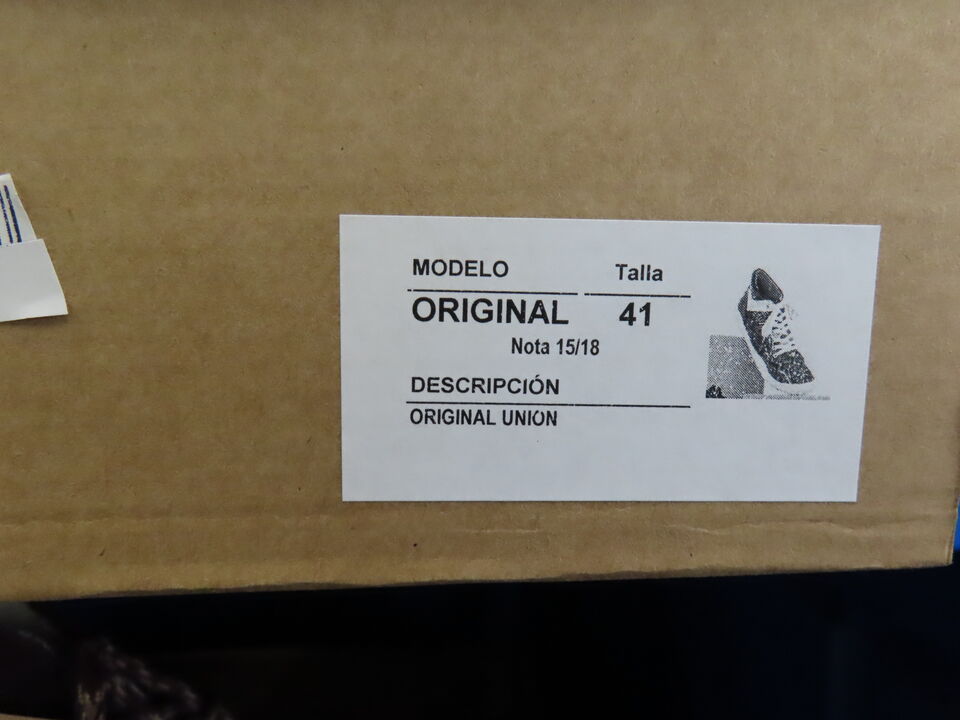 MODELO Talla
ORIGINAL 41
Nota 15/18
DESCRIPCIÓN
ORIGINAL UNION